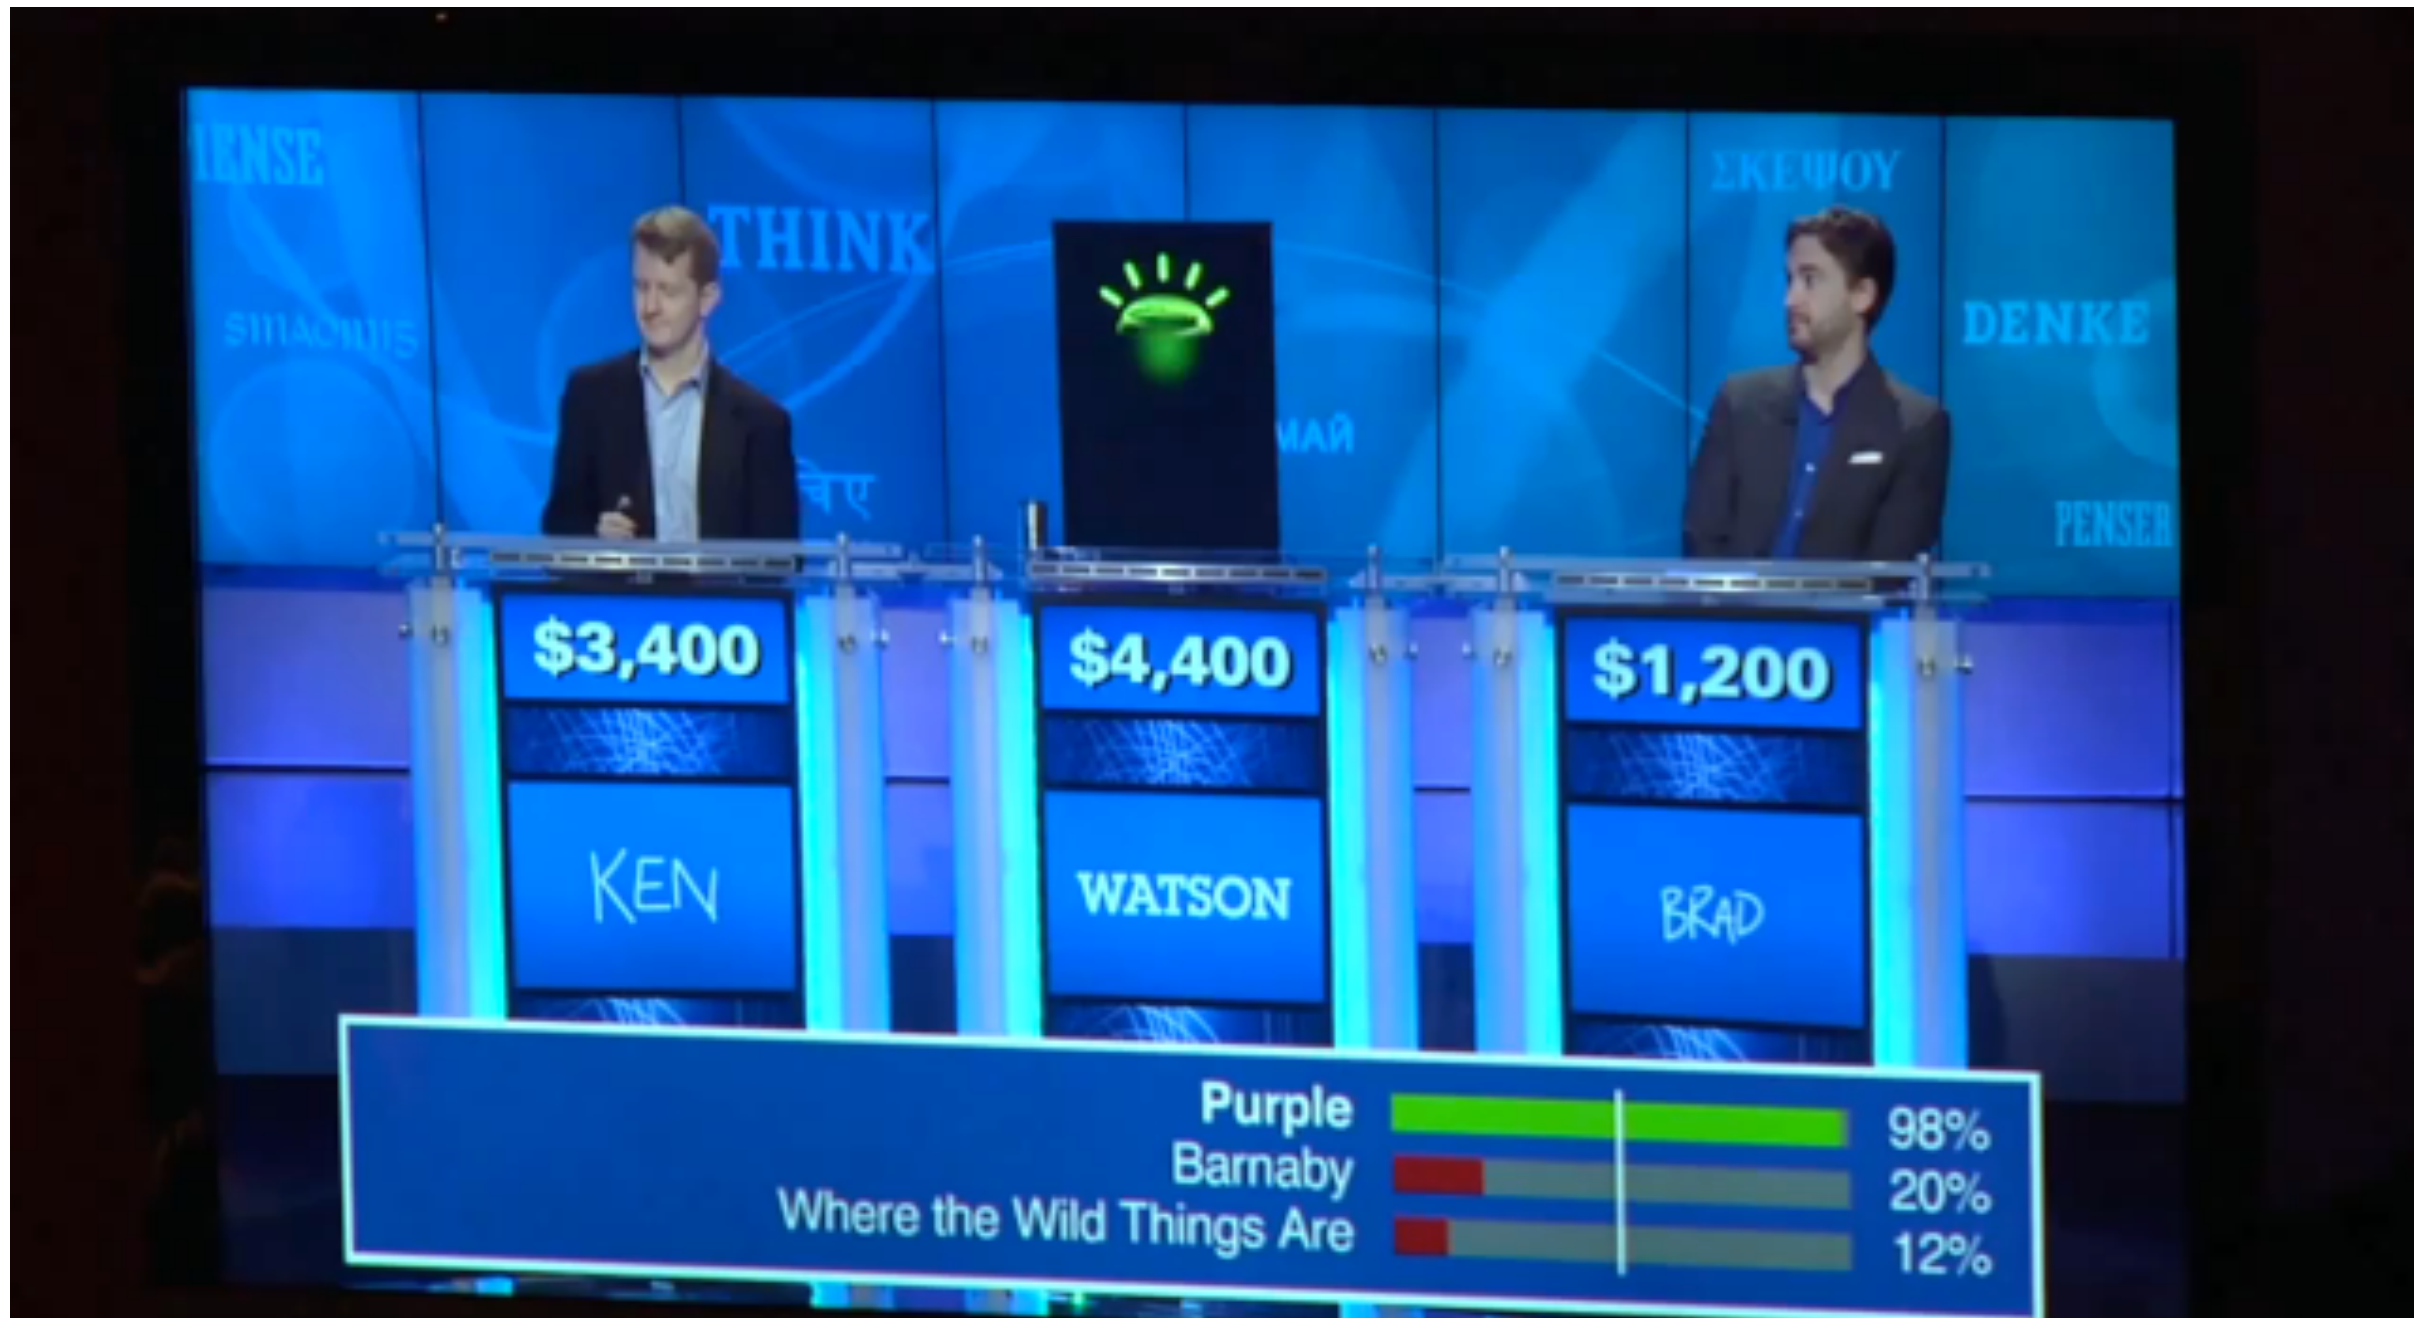 IENSE
THINK
ΣΚΕΨΟΥ
SMAOINIS
DENKE
МАЙ
चिए
PENSER
$3,400
$4,400
$1,200
KEN
WATSON
BRAD
Purple 98%
Barnaby 20%
Where the Wild Things Are 12%